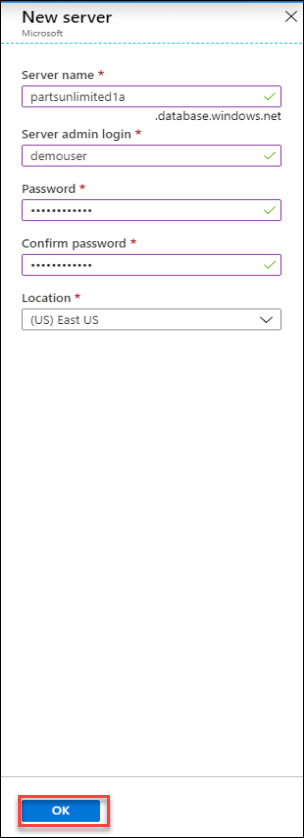 New server
Microsoft
Server name *
partsunlimited1a
.database.windows.net
Server admin login *
demouser
Password *
••••••••••••
Confirm password *
••••••••••••
Location *
(US) East US
OK